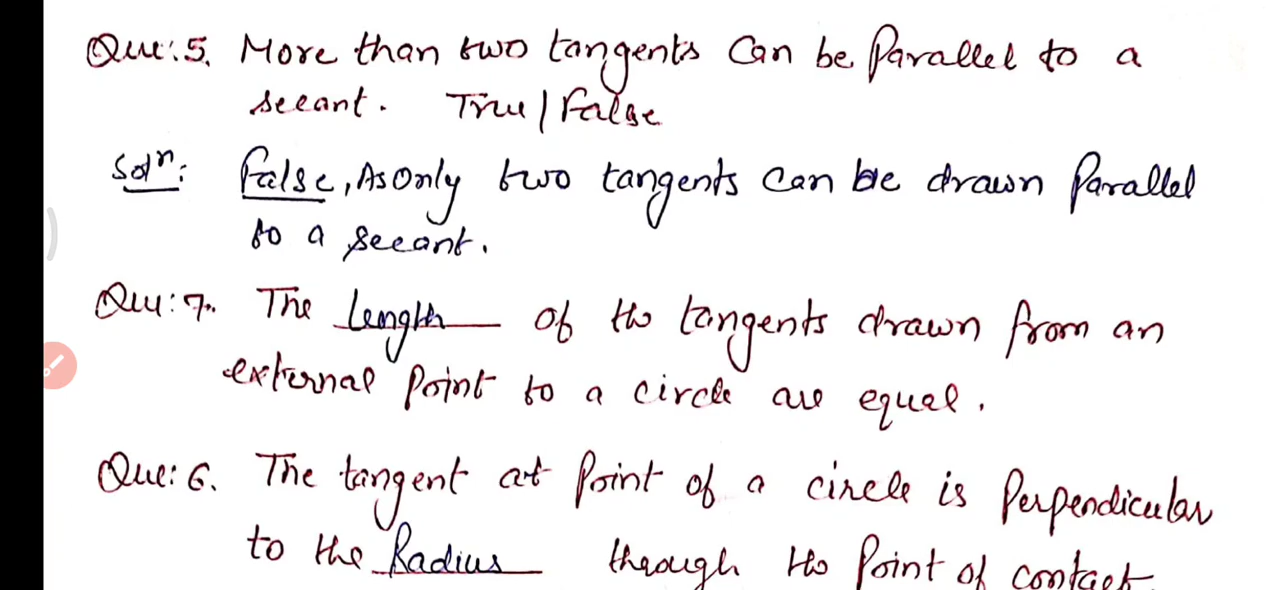 Que:5. More than two tangents Can be Parallel to a
secant. True/False
Solⁿ: False, As Only two tangents can be drawn Parallel
to a secant.
Que:7. The Length of the tangents drawn from an
external Point to a circle are equal.
Que:6. The tangent at Point of a circle is Perpendicular
to the Radius through the Point of contact.